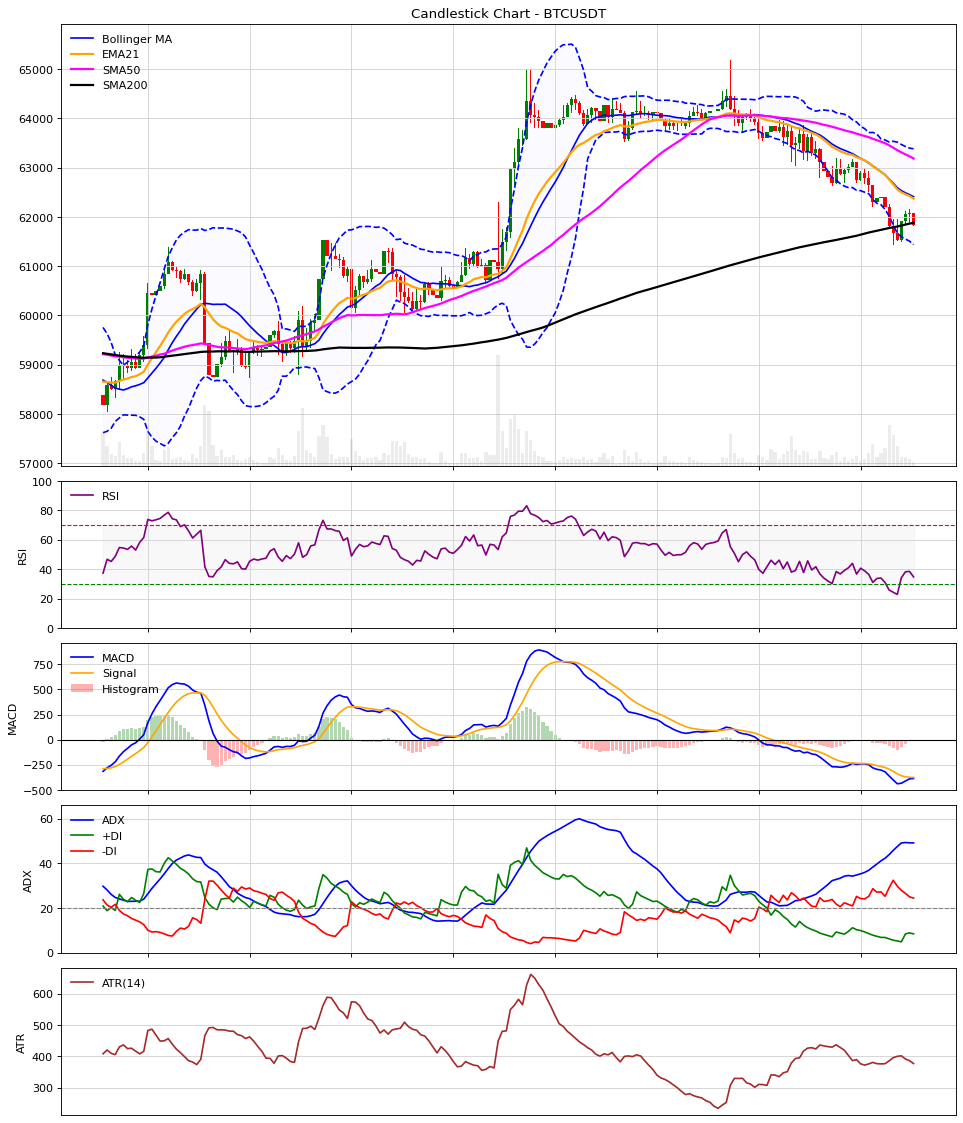 Candlestick Chart - BTCUSDT
Bollinger MA
EMA21
SMA50
SMA200
65000
64000
63000
62000
61000
60000
59000
58000
57000
RSI
RSI
100
80
60
40
20
0
MACD
MACD
Signal
Histogram
750
500
250
0
−250
−500
ADX
ADX
+DI
-DI
60
40
20
0
ATR
ATR(14)
600
500
400
300